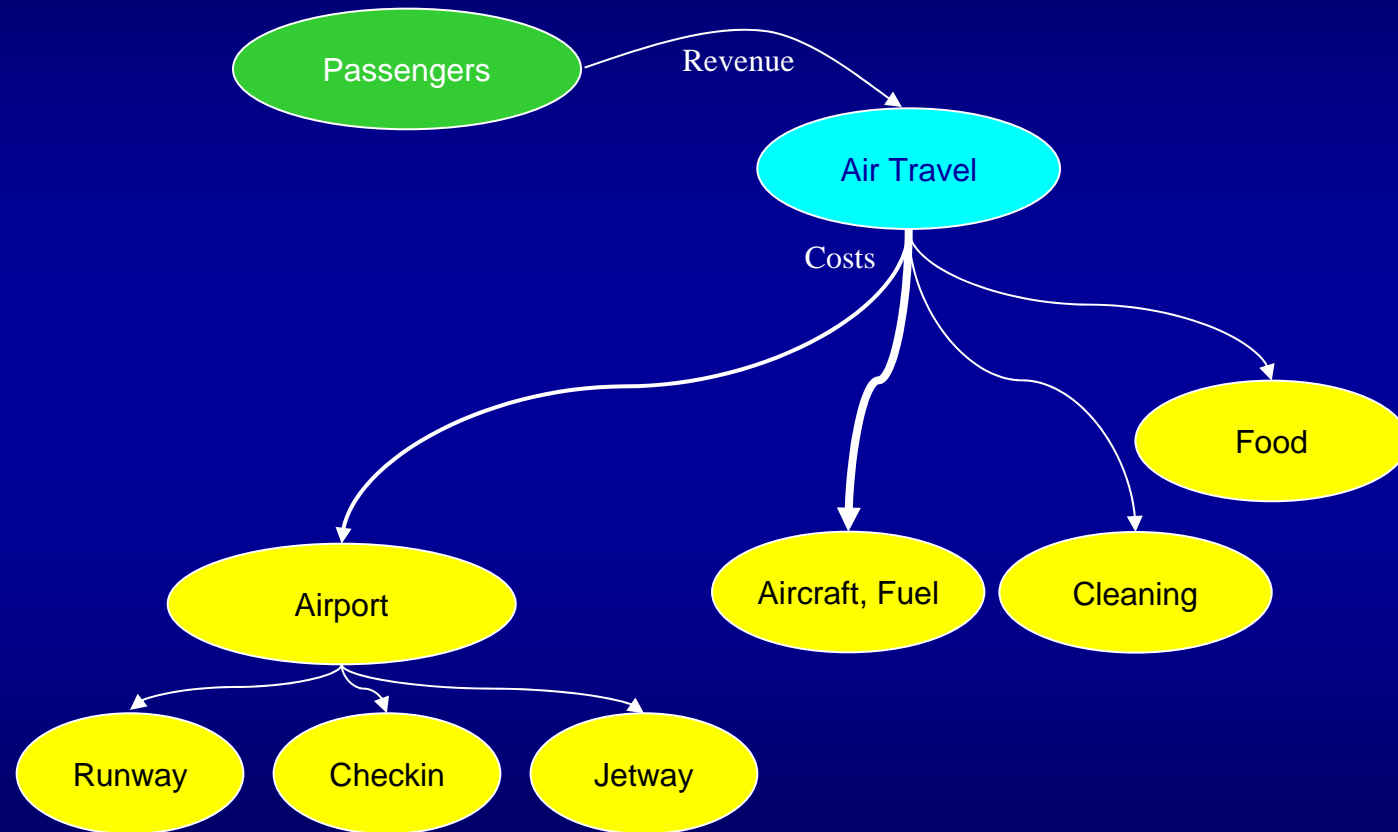 Passengers
Revenue
Air Travel
Costs
Food
Aircraft, Fuel
Cleaning
Airport
Runway
Checkin
Jetway